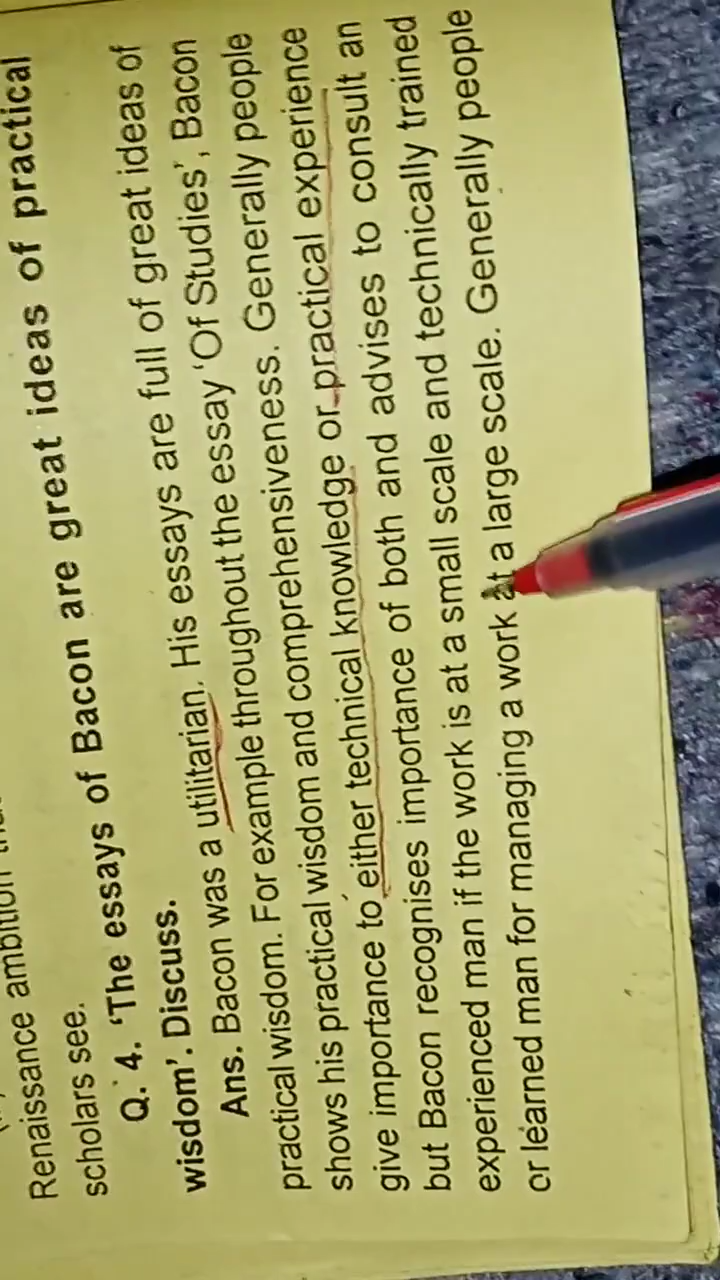 Renaissance ambition
scholars see.
Q. 4. 'The essays of Bacon are great ideas of practical
wisdom'. Discuss.
Ans. Bacon was a utilitarian. His essays are full of great ideas of
practical wisdom. For example throughout the essay 'Of Studies', Bacon
shows his practical wisdom and comprehensiveness. Generally people
give importance to either technical knowledge or practical experience
but Bacon recognises importance of both and advises to consult an
experienced man if the work is at a small scale and technically trained
or learned man for managing a work at a large scale. Generally people